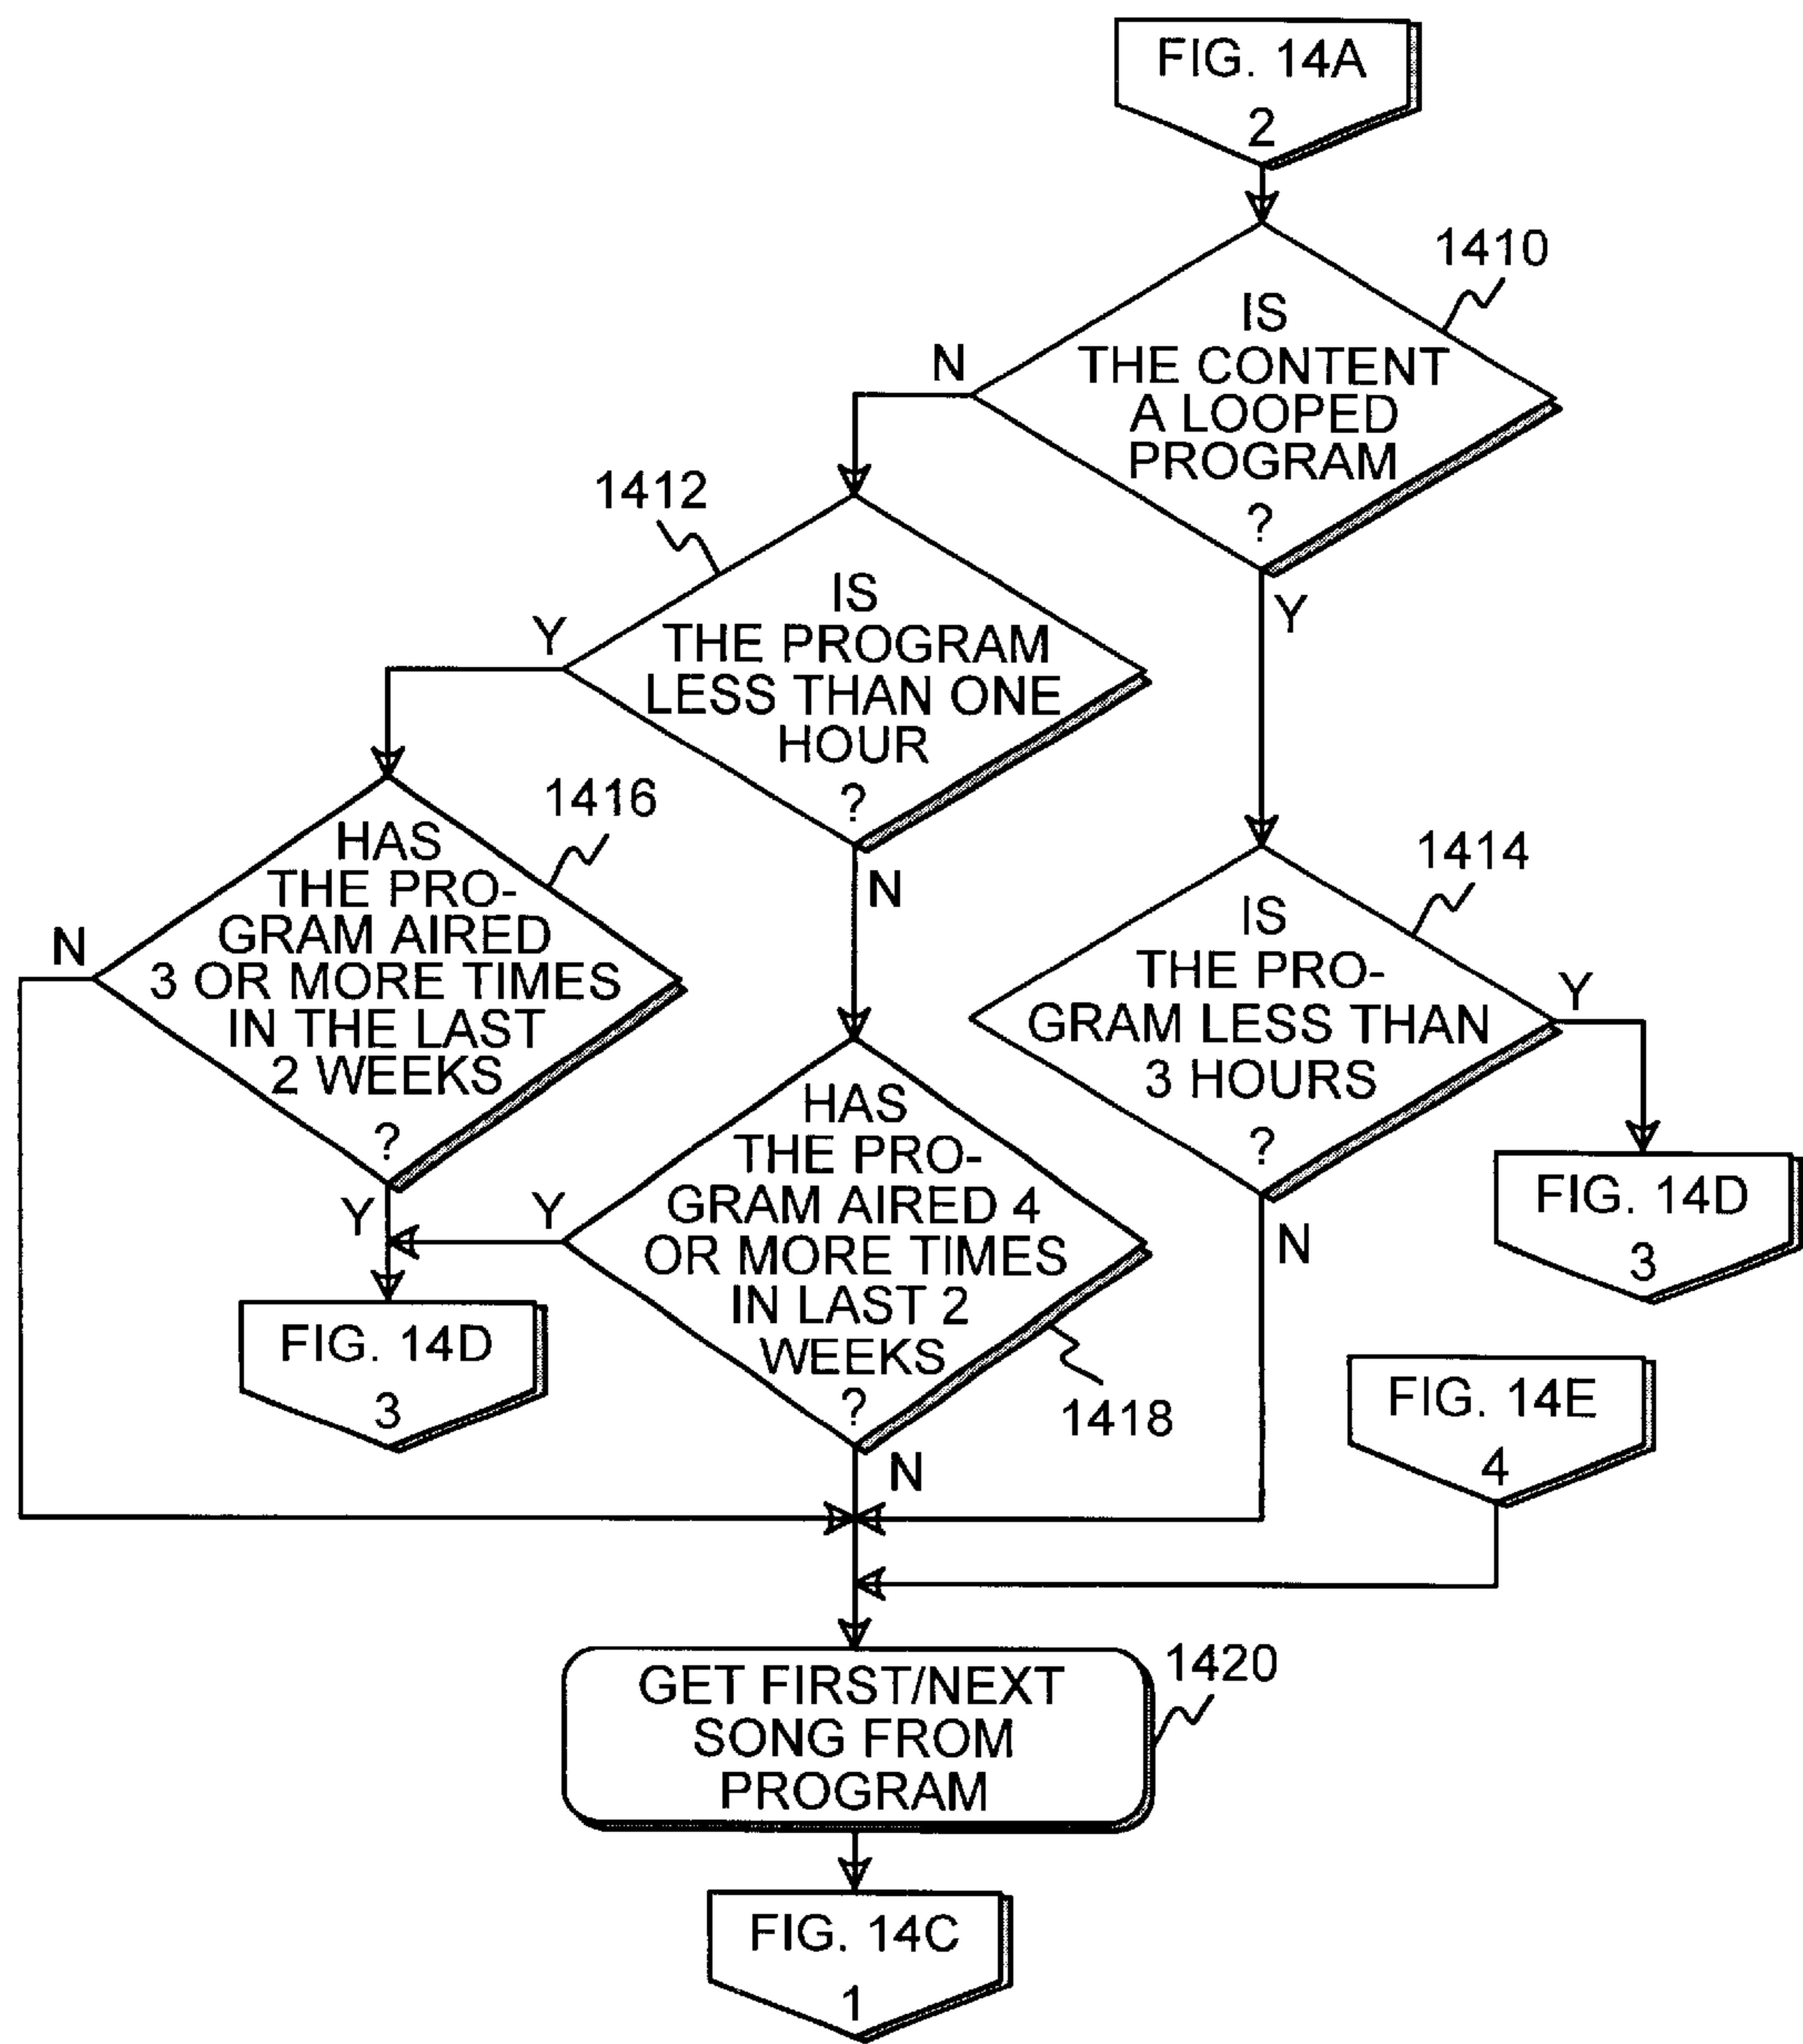 FIG. 14A
2
1410
IS
THE CONTENT
A LOOPED
PROGRAM
?
N
Y
1412
IS
THE PROGRAM
LESS THAN ONE
HOUR
?
Y
N
1416
HAS
THE PRO-
GRAM AIRED
3 OR MORE TIMES
IN THE LAST
2 WEEKS
?
N
Y
1414
IS
THE PRO-
GRAM LESS THAN
3 HOURS
?
Y
N
FIG. 14D
3
HAS
THE PRO-
GRAM AIRED 4
OR MORE TIMES
IN LAST 2
WEEKS
?
Y
N
1418
FIG. 14D
3
FIG. 14E
4
GET FIRST/NEXT
SONG FROM
PROGRAM
1420
FIG. 14C
1